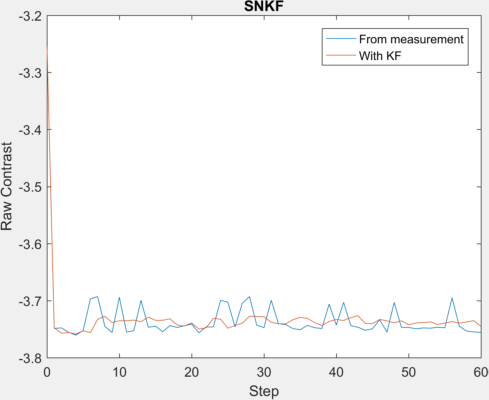 SNKF
-3.2
-3.3
-3.4
-3.5
-3.6
-3.7
-3.8
Raw Contrast
From measurement
With KF
0 10 20 30 40 50 60
Step